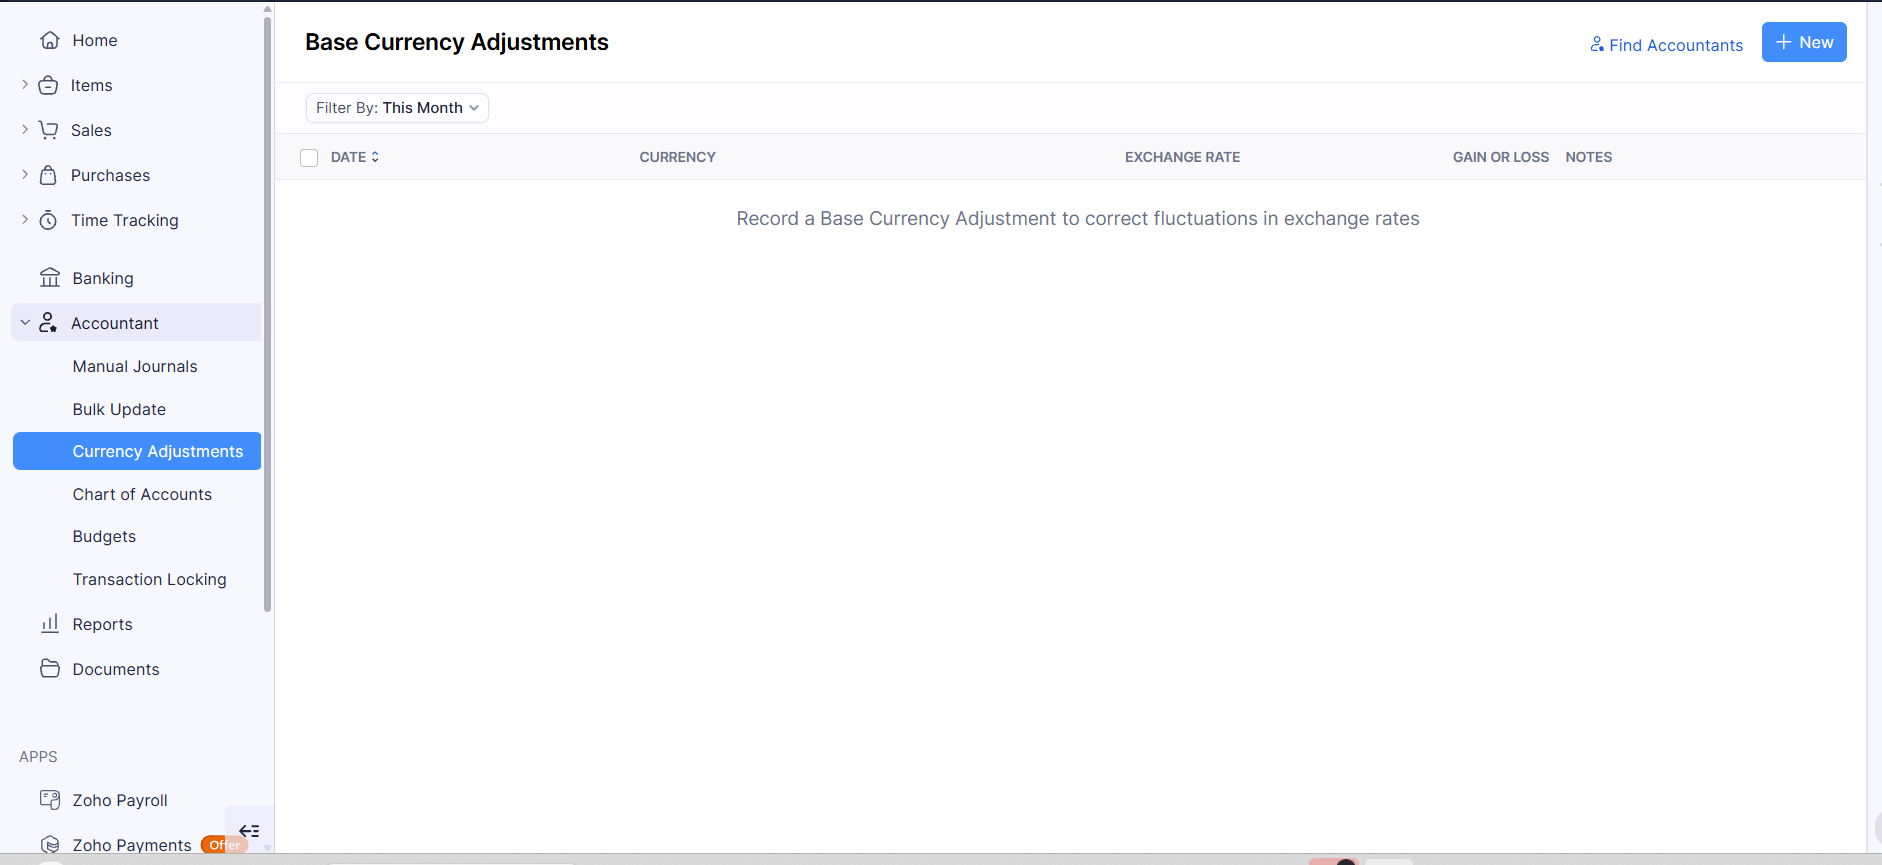 Home
Items
Sales
Purchases
Time Tracking
Banking
Accountant
Manual Journals
Bulk Update
Currency Adjustments
Chart of Accounts
Budgets
Transaction Locking
Reports
Documents
APPS
Zoho Payroll
Zoho Payments Offer
Base Currency Adjustments
Find Accountants
New
Filter By: This Month
DATE CURRENCY EXCHANGE RATE GAIN OR LOSS NOTES
Record a Base Currency Adjustment to correct fluctuations in exchange rates